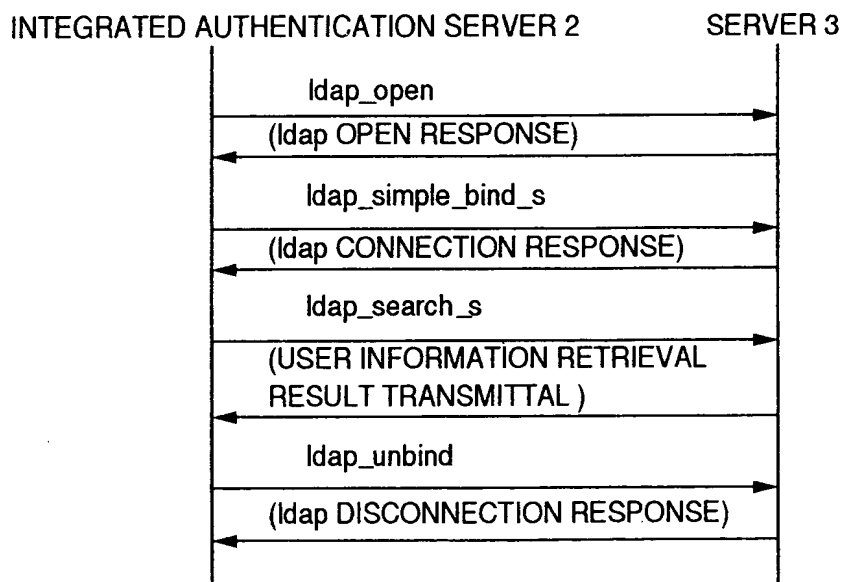 INTEGRATED AUTHENTICATION SERVER 2 SERVER 3
ldap_open
(ldap OPEN RESPONSE)
ldap_simple_bind_s
(ldap CONNECTION RESPONSE)
ldap_search_s
(USER INFORMATION RETRIEVAL
RESULT TRANSMITTAL )
ldap_unbind
(ldap DISCONNECTION RESPONSE)